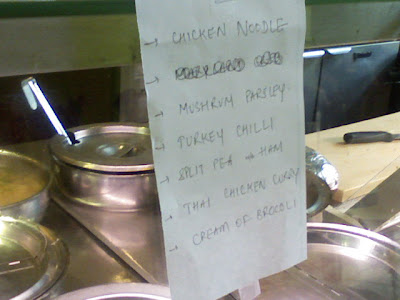 → CHICKEN NOODLE
→ MUSHRUM PARSLEY
→ TURKEY CHILLI
→ SPLIT PEA → HAM
→ THAI CHICKEN CURRY
→ CREAM OF BROCOLI